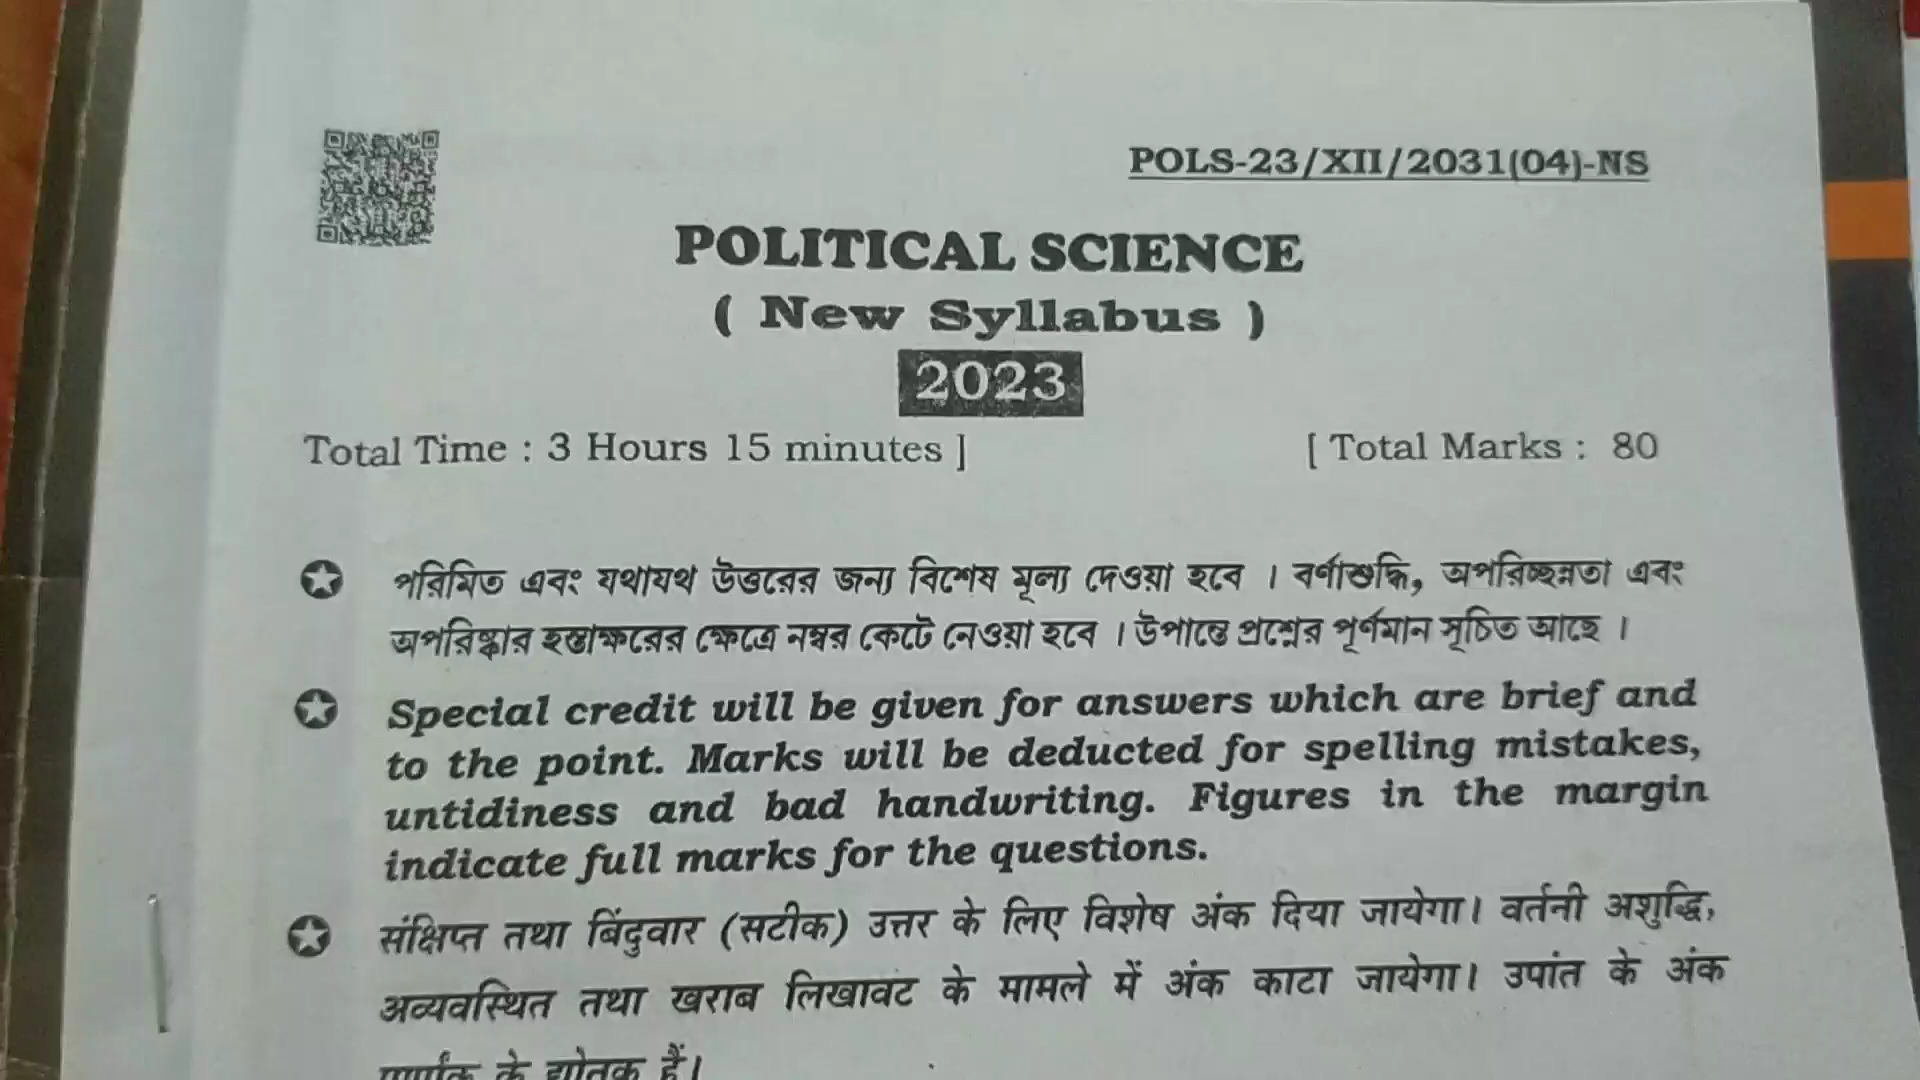 POLS-23/XII/2031(04)-NS
POLITICAL SCIENCE
( New Syllabus )
2023
Total Time : 3 Hours 15 minutes ]
[ Total Marks : 80
পরিমিত এবং যথাযথ উত্তরের জন্য বিশেষ মূল্য দেওয়া হবে । বর্ণাশুদ্ধি, অপরিচ্ছন্নতা এবং
অপরিষ্কার হস্তাক্ষরের ক্ষেত্রে নম্বর কেটে নেওয়া হবে । উপান্তে প্রশ্নের পূর্ণমান সূচিত আছে ।
Special credit will be given for answers which are brief and
to the point. Marks will be deducted for spelling mistakes,
untidiness and bad handwriting. Figures in the margin
indicate full marks for the questions.
संक्षिप्त तथा बिंदुवार (सटीक) उत्तर के लिए विशेष अंक दिया जायेगा। वर्तनी अशुद्धि,
अव्यवस्थित तथा खराब लिखावट के मामले में अंक काटा जायेगा। उपांत के अंक
पूर्णांक के द्योतक हैं।